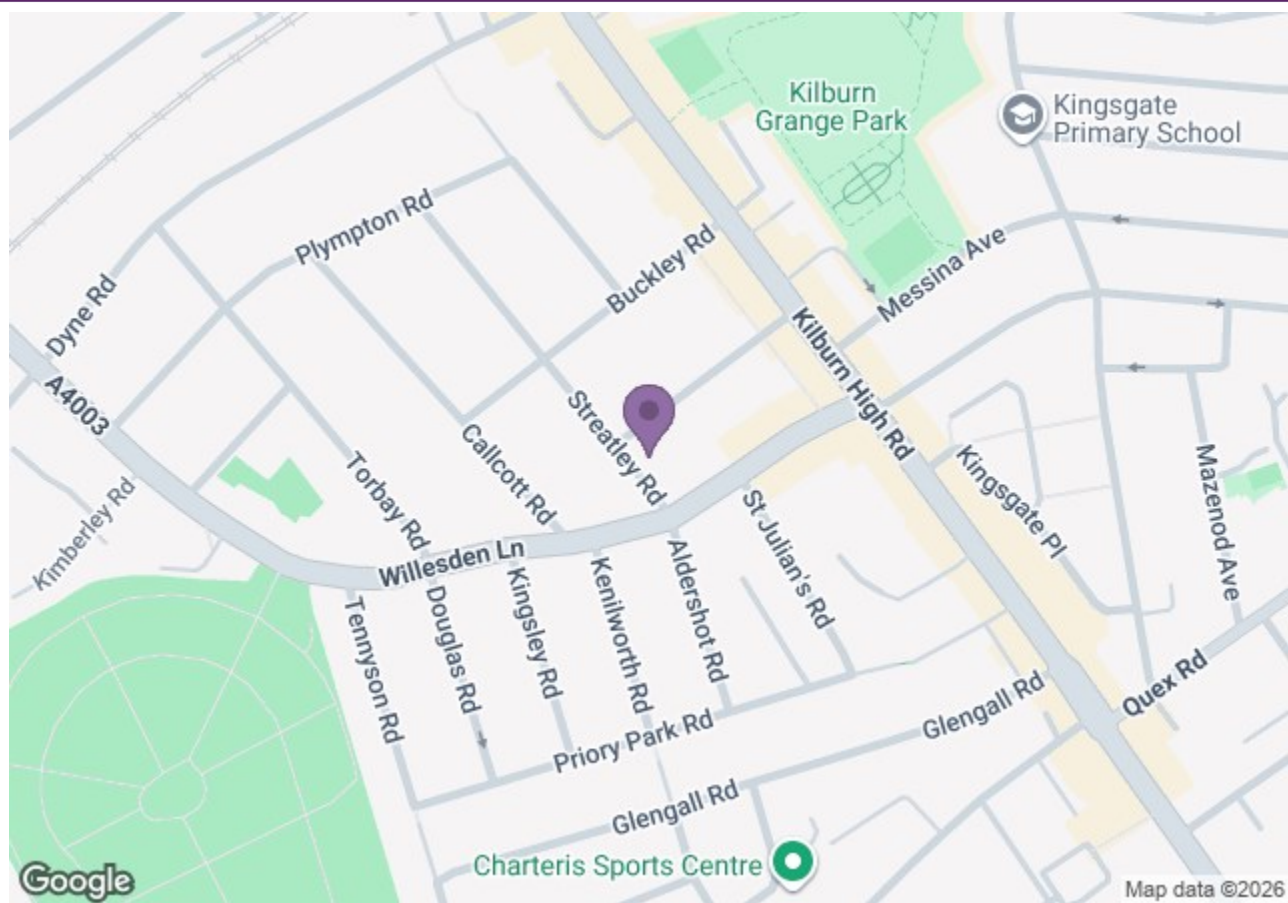 Kilburn
Grange Park
Kingsgate
Primary School
Plympton Rd
Buckley Rd
Messina Ave
Dyne Rd
A4003
Kilburn High Rd
Streatley Rd
Callcott Rd
Torbay Rd
Kimberley Rd
Willesden Ln
St Julian's Rd
Kingsgate Pl
Mazenod Ave
Aldershot Rd
Kenilworth Rd
Kingsley Rd
Douglas Rd
Tennyson Rd
Quex Rd
Priory Park Rd
Glengall Rd
Glengall Rd
Charteris Sports Centre
Google
Map data ©2026